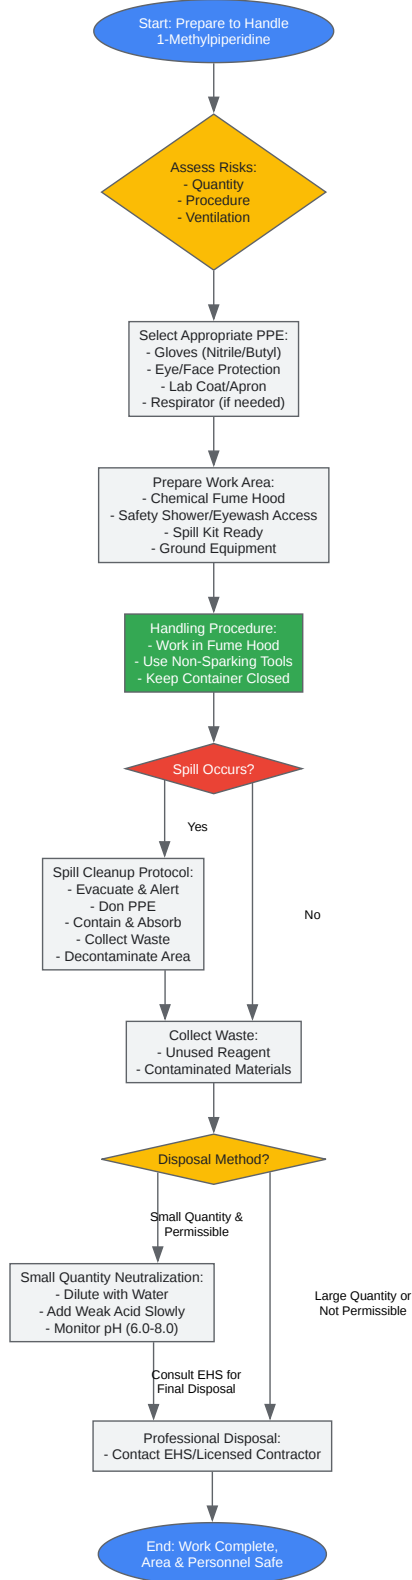 Start: Prepare to Handle
1-Methylpiperidine
Assess Risks:
- Quantity
- Procedure
- Ventilation
Select Appropriate PPE:
- Gloves (Nitrile/Butyl)
- Eye/Face Protection
- Lab Coat/Apron
- Respirator (if needed)
Prepare Work Area:
- Chemical Fume Hood
- Safety Shower/Eyewash Access
- Spill Kit Ready
- Ground Equipment
Handling Procedure:
- Work in Fume Hood
- Use Non-Sparking Tools
- Keep Container Closed
Spill Occurs?
Yes
Spill Cleanup Protocol:
- Evacuate & Alert
- Don PPE
- Contain & Absorb
- Collect Waste
- Decontaminate Area
No
Collect Waste:
- Unused Reagent
- Contaminated Materials
Disposal Method?
Small Quantity &
Permissible
Small Quantity Neutralization:
- Dilute with Water
- Add Weak Acid Slowly
- Monitor pH (6.0-8.0)
Large Quantity or
Not Permissible
Consult EHS for
Final Disposal
Professional Disposal:
- Contact EHS/Licensed Contractor
End: Work Complete,
Area & Personnel Safe